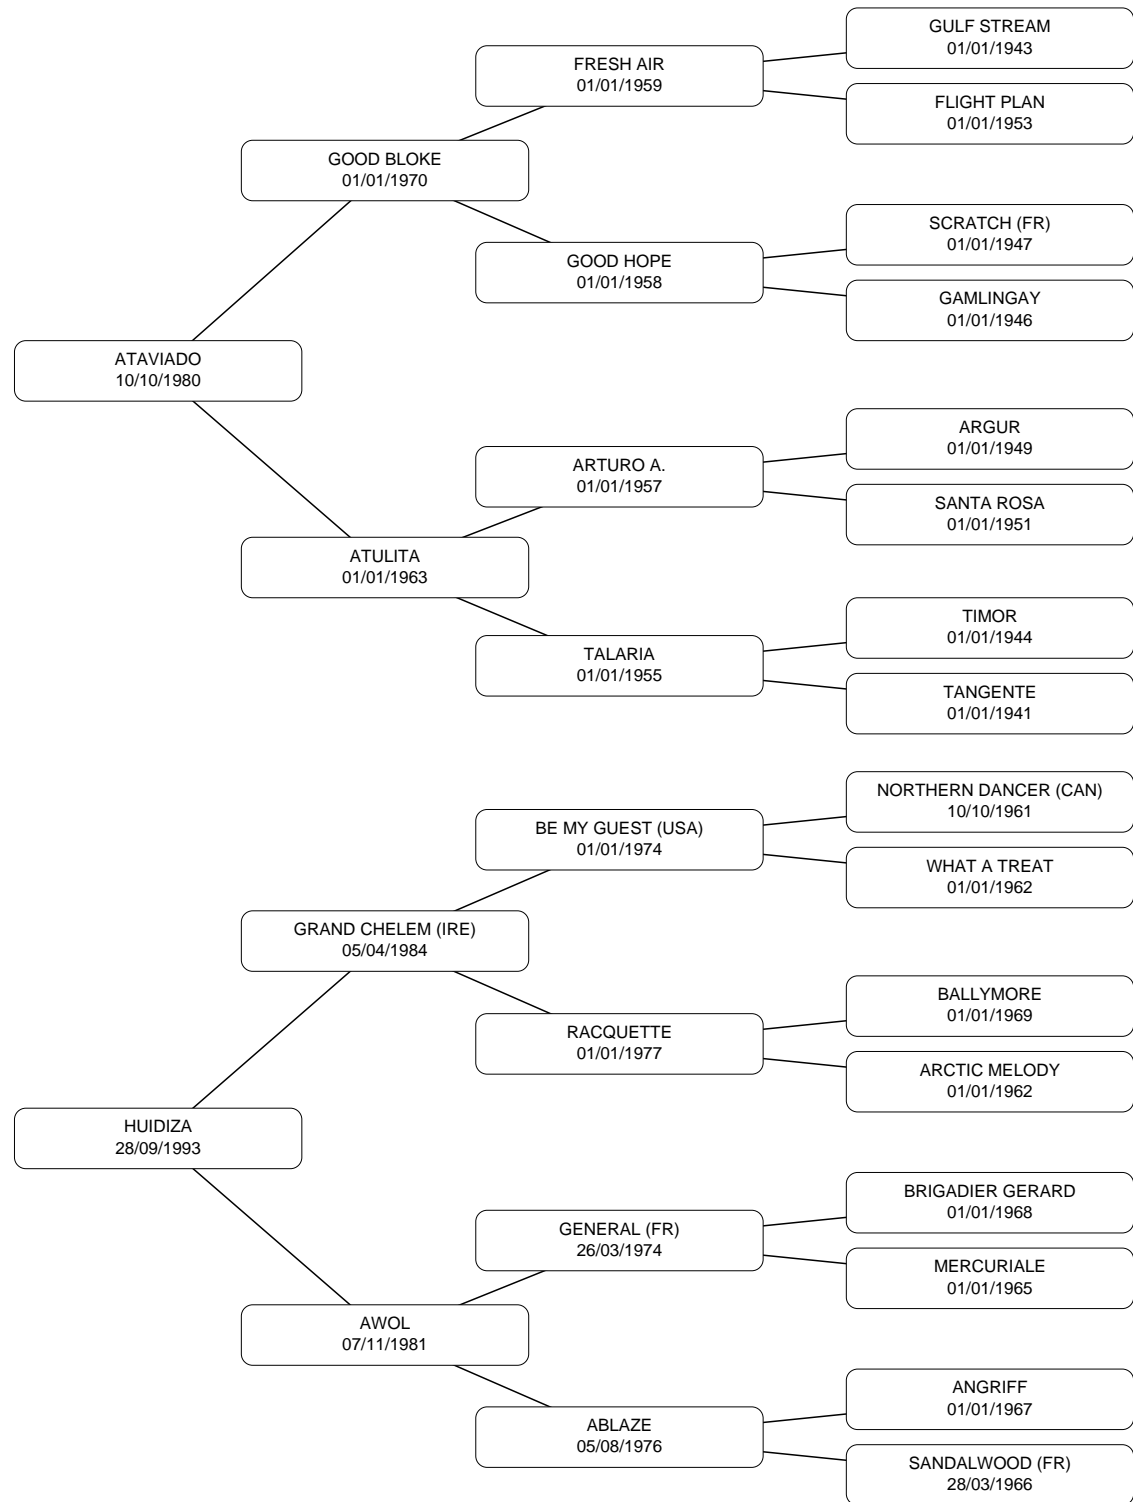 GULF STREAM
01/01/1943
FRESH AIR
01/01/1959
FLIGHT PLAN
01/01/1953
GOOD BLOKE
01/01/1970
SCRATCH (FR)
01/01/1947
GOOD HOPE
01/01/1958
GAMLINGAY
01/01/1946
ATAVIADO
10/10/1980
ARGUR
01/01/1949
ARTURO A.
01/01/1957
SANTA ROSA
01/01/1951
ATULITA
01/01/1963
TIMOR
01/01/1944
TALARIA
01/01/1955
TANGENTE
01/01/1941
NORTHERN DANCER (CAN)
10/10/1961
BE MY GUEST (USA)
01/01/1974
WHAT A TREAT
01/01/1962
GRAND CHELEM (IRE)
05/04/1984
BALLYMORE
01/01/1969
RACQUETTE
01/01/1977
ARCTIC MELODY
01/01/1962
HUIDIZA
28/09/1993
BRIGADIER GERARD
01/01/1968
GENERAL (FR)
26/03/1974
MERCURIALE
01/01/1965
AWOL
07/11/1981
ANGRIFF
01/01/1967
ABLAZE
05/08/1976
SANDALWOOD (FR)
28/03/1966